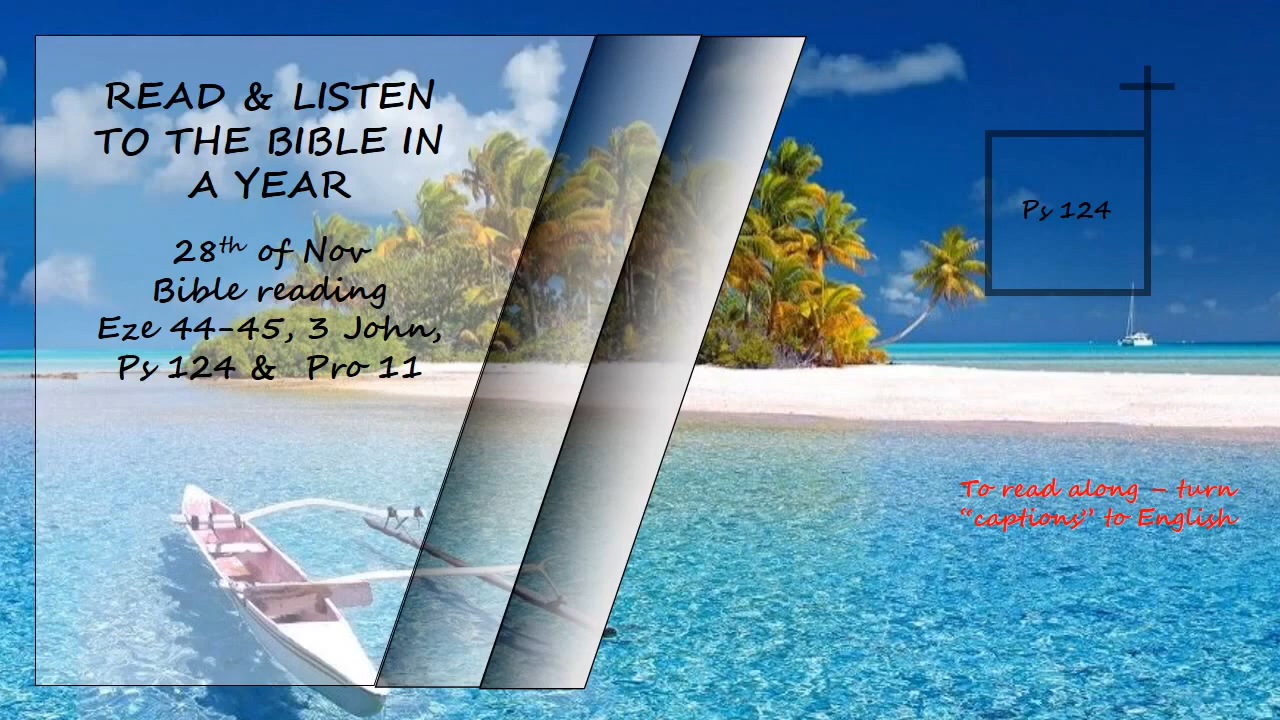 READ & LISTEN
TO THE BIBLE IN
A YEAR
28th of Nov
Bible reading
Eze 44-45, 3 John,
Ps 124 & Pro 11
Ps 124
To read along – turn
“captions” to English